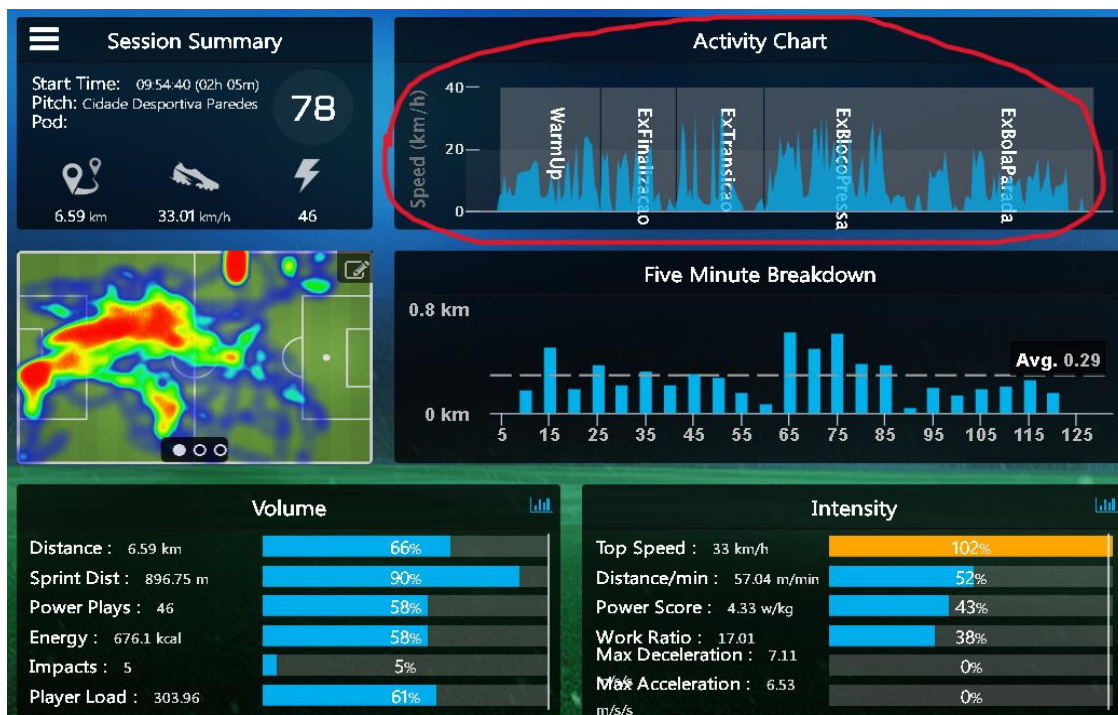 Session Summary
Start Time: 09:54:40 (02h 05m)
Pitch: Cidade Desportiva Paredes
Pod:
78
6.59 km
33.01 km/h
46
Activity Chart
Speed (km/h)
40
20
0
WarmUp
ExFinalizacao
ExTransicao
ExBlocoPressa
ExBolaParada
Five Minute Breakdown
0.8 km
Avg. 0.29
0 km
5 15 25 35 45 55 65 75 85 95 105 115 125
Volume
Distance : 6.59 km 66%
Sprint Dist : 896.75 m 90%
Power Plays : 46 58%
Energy : 676.1 kcal 58%
Impacts : 5 5%
Player Load : 303.96 61%
Intensity
Top Speed : 33 km/h 102%
Distance/min : 57.04 m/min 52%
Power Score : 4.33 w/kg 43%
Work Ratio : 17.01 38%
Max Deceleration : 7.11
m/s/s 0%
Max Acceleration : 6.53
m/s/s 0%